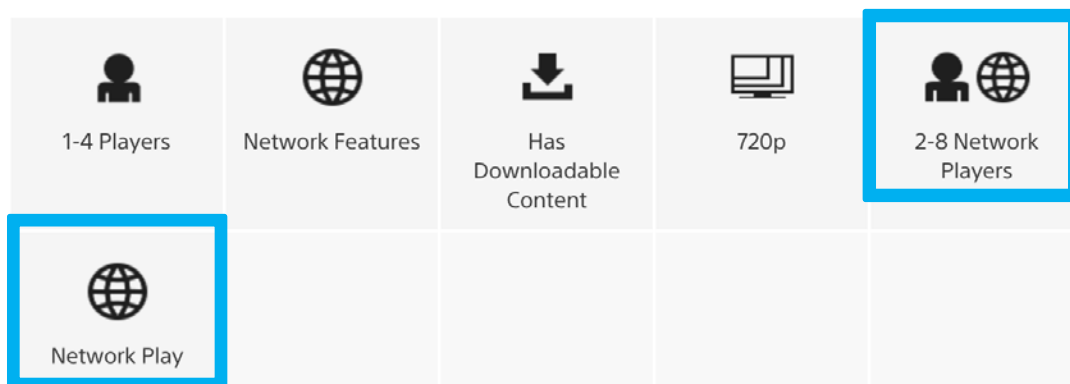 1-4 Players
Network Features
Has
Downloadable
Content
720p
2-8 Network
Players
Network Play